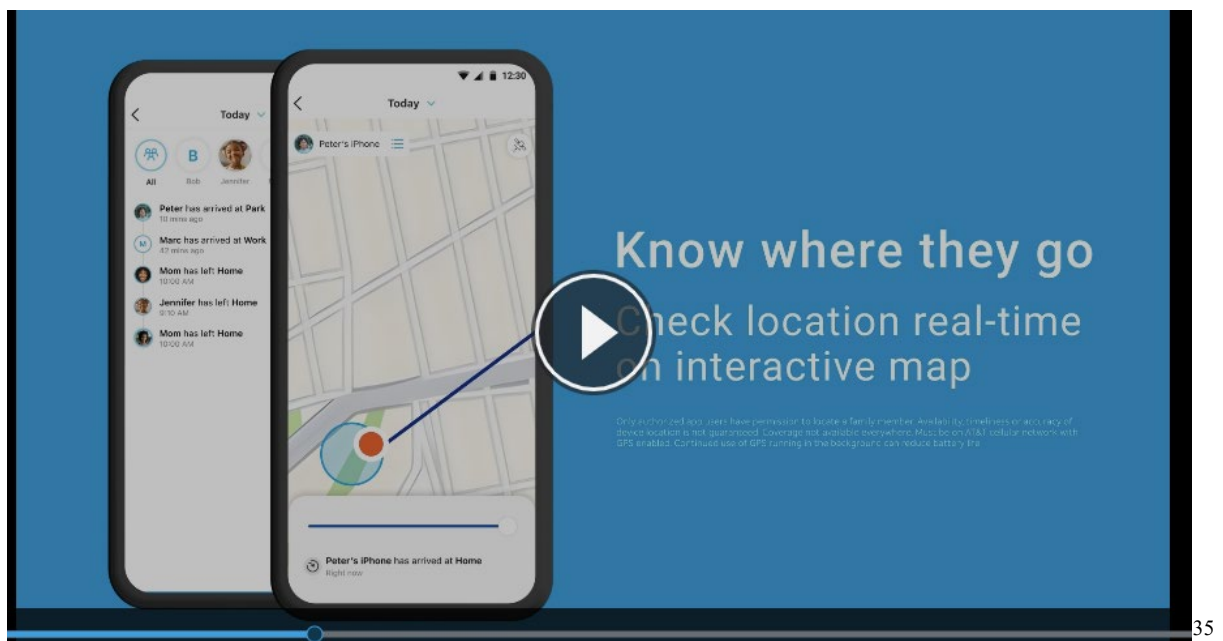 Today
All
Bob
Jennifer
Peter has arrived at Park
10 mins ago
M
Marc has arrived at Work
42 mins ago
Mom has left Home
10:00 AM
Jennifer has left Home
9:10 AM
Mom has left Home
10:00 AM
B
12:30
Today
Peter's iPhone
Peter's iPhone has arrived at Home
Right now
Know where they go
Check location real-time
on interactive map
Only authorized app users have permission to locate a family member. Availability, timeliness or accuracy of
device location is not guaranteed. Coverage not available everywhere. Must be on AT&T cellular network with
GPS enabled. Continued use of GPS running in the background can reduce battery life
35